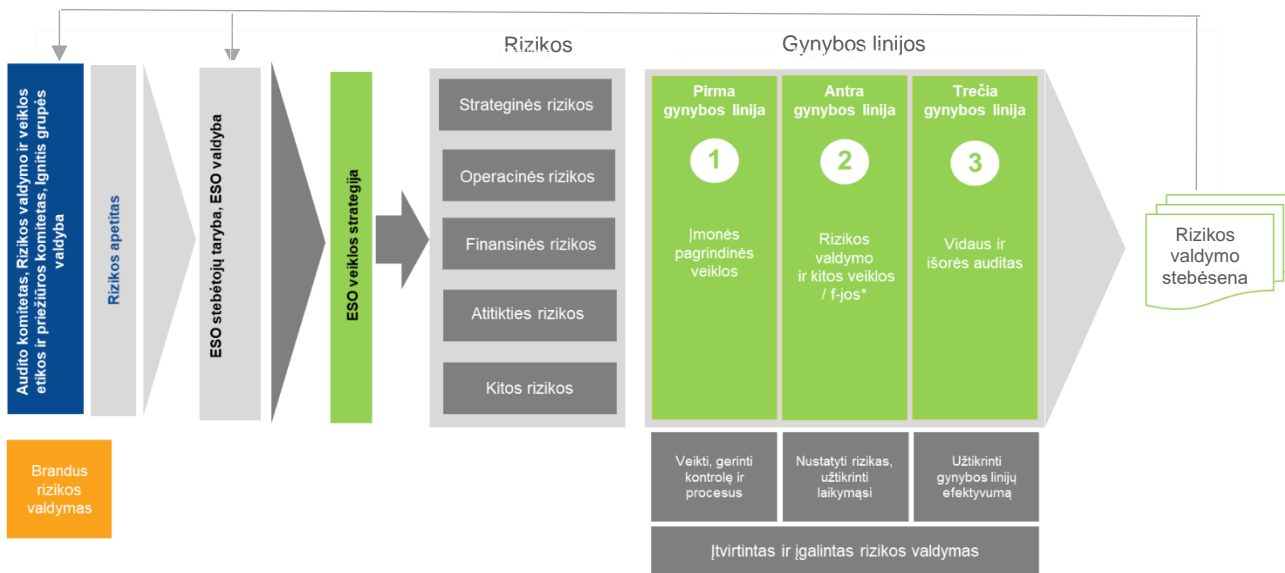 Rizikos
Gynybos linijos
Audito komitetas, Rizikos valdymo ir veiklos
etikos ir priežiūros komitetas, Ignitis grupės
valdyba
Rizikos apetitas
ESO stebėtojų taryba, ESO valdyba
ESO veiklos strategija
Strateginės rizikos
Operacinės rizikos
Finansinės rizikos
Atitikties rizikos
Kitos rizikos
Pirma
gynybos linija
1
Įmonės
pagrindinės
veiklos
Antra
gynybos linija
2
Rizikos
valdymo
ir kitos veiklos
/ f-jos*
Trečia
gynybos linija
3
Vidaus ir
išorės auditas
Rizikos
valdymo
stebėsena
Brandus
rizikos
valdymas
Veikti, gerinti
kontrolę ir
procesus
Nustatyti rizikas,
užtikrinti
laikymąsi
Užtikrinti
gynybos linijų
efektyvumą
Įtvirtintas ir įgalintas rizikos valdymas